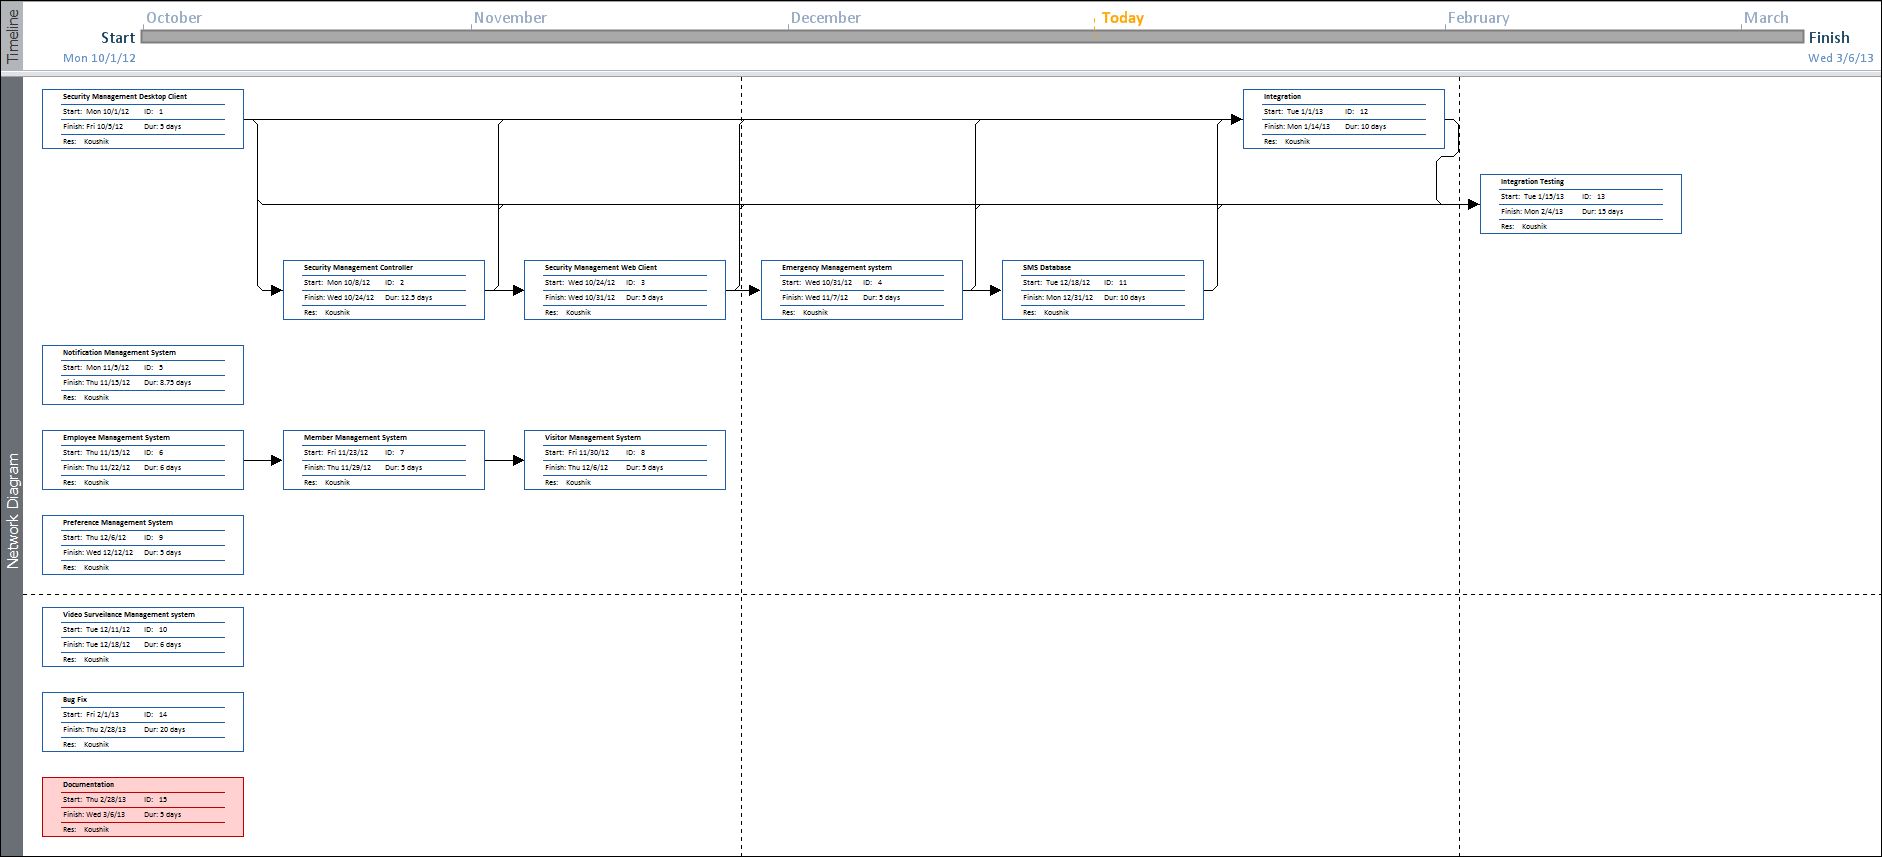 Timeline
October
November
December
Today
February
March
Start
Finish
Mon 10/1/12
Wed 3/6/13
Network Diagram
Security Management Desktop Client
Start: Mon 10/1/12 ID: 1
Finish: Fri 10/5/12 Dur: 5 days
Res: Koushik
Integration
Start: Tue 1/1/13 ID: 12
Finish: Mon 1/14/13 Dur: 10 days
Res: Koushik
Integration Testing
Start: Tue 1/15/13 ID: 13
Finish: Mon 2/4/13 Dur: 15 days
Res: Koushik
Security Management Controller
Start: Mon 10/8/12 ID: 2
Finish: Wed 10/24/12 Dur: 12.5 days
Res: Koushik
Security Management Web Client
Start: Wed 10/24/12 ID: 3
Finish: Wed 10/31/12 Dur: 5 days
Res: Koushik
Emergency Management system
Start: Wed 10/31/12 ID: 4
Finish: Wed 11/7/12 Dur: 5 days
Res: Koushik
SMS Database
Start: Tue 12/18/12 ID: 11
Finish: Mon 12/31/12 Dur: 10 days
Res: Koushik
Notification Management System
Start: Mon 11/5/12 ID: 5
Finish: Thu 11/15/12 Dur: 8.75 days
Res: Koushik
Employee Management System
Start: Thu 11/15/12 ID: 6
Finish: Thu 11/22/12 Dur: 6 days
Res: Koushik
Member Management System
Start: Fri 11/23/12 ID: 7
Finish: Thu 11/29/12 Dur: 5 days
Res: Koushik
Visitor Management System
Start: Fri 11/30/12 ID: 8
Finish: Thu 12/6/12 Dur: 5 days
Res: Koushik
Preference Management System
Start: Thu 12/6/12 ID: 9
Finish: Wed 12/12/12 Dur: 5 days
Res: Koushik
Video Surveilance Management system
Start: Tue 12/11/12 ID: 10
Finish: Tue 12/18/12 Dur: 6 days
Res: Koushik
Bug Fix
Start: Fri 2/1/13 ID: 14
Finish: Thu 2/28/13 Dur: 20 days
Res: Koushik
Documentation
Start: Thu 2/28/13 ID: 15
Finish: Wed 3/6/13 Dur: 5 days
Res: Koushik